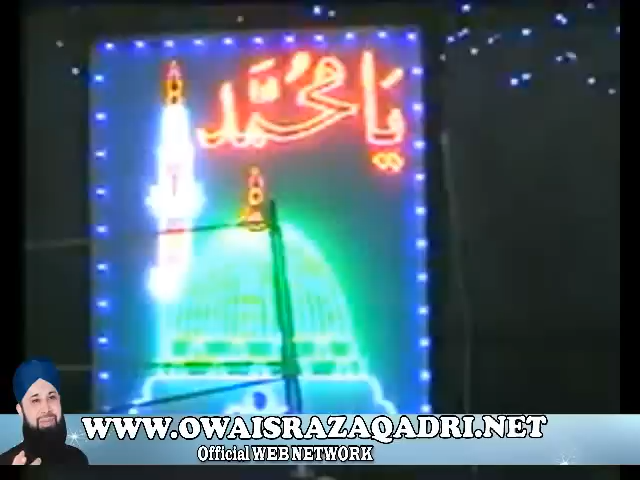 يا محمد
WWW.OWAISRAZAQADRI.NET
Official WEB NETWORK